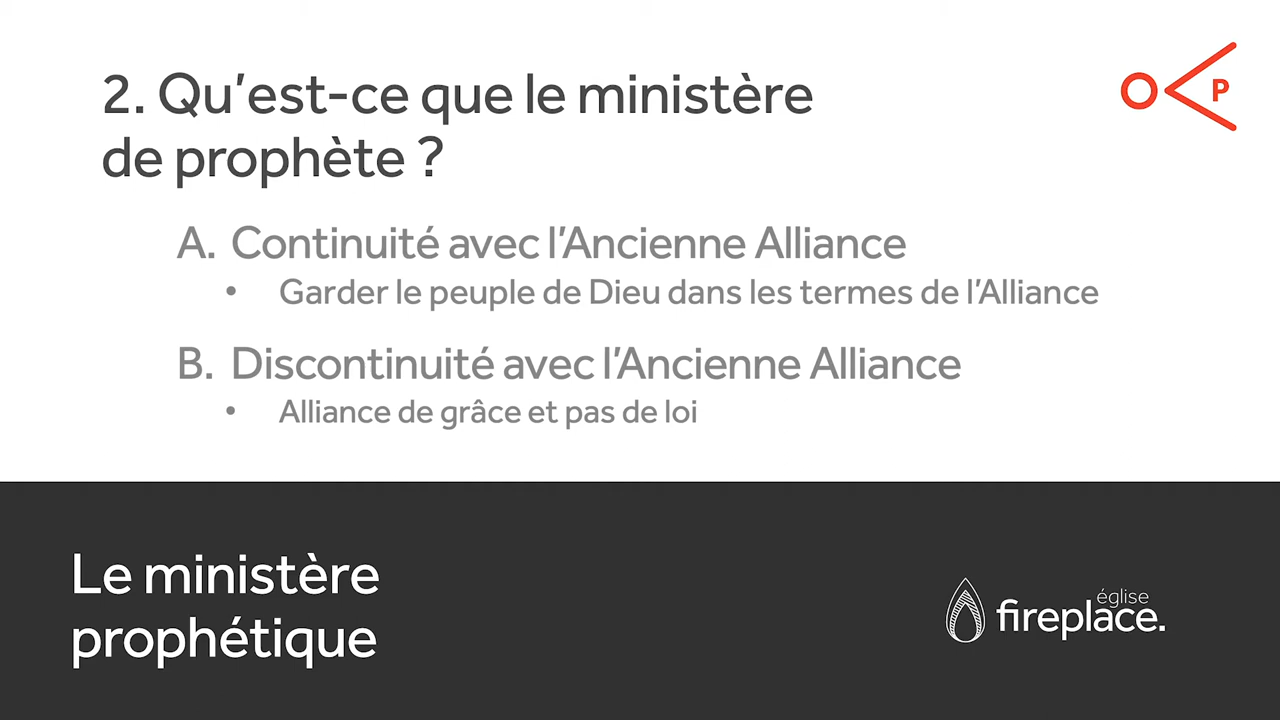 2. Qu’est-ce que le ministère
de prophète ?
O P
A. Continuité avec l’Ancienne Alliance
• Garder le peuple de Dieu dans les termes de l’Alliance
B. Discontinuité avec l’Ancienne Alliance
• Alliance de grâce et pas de loi
Le ministère
prophétique
église
fireplace.